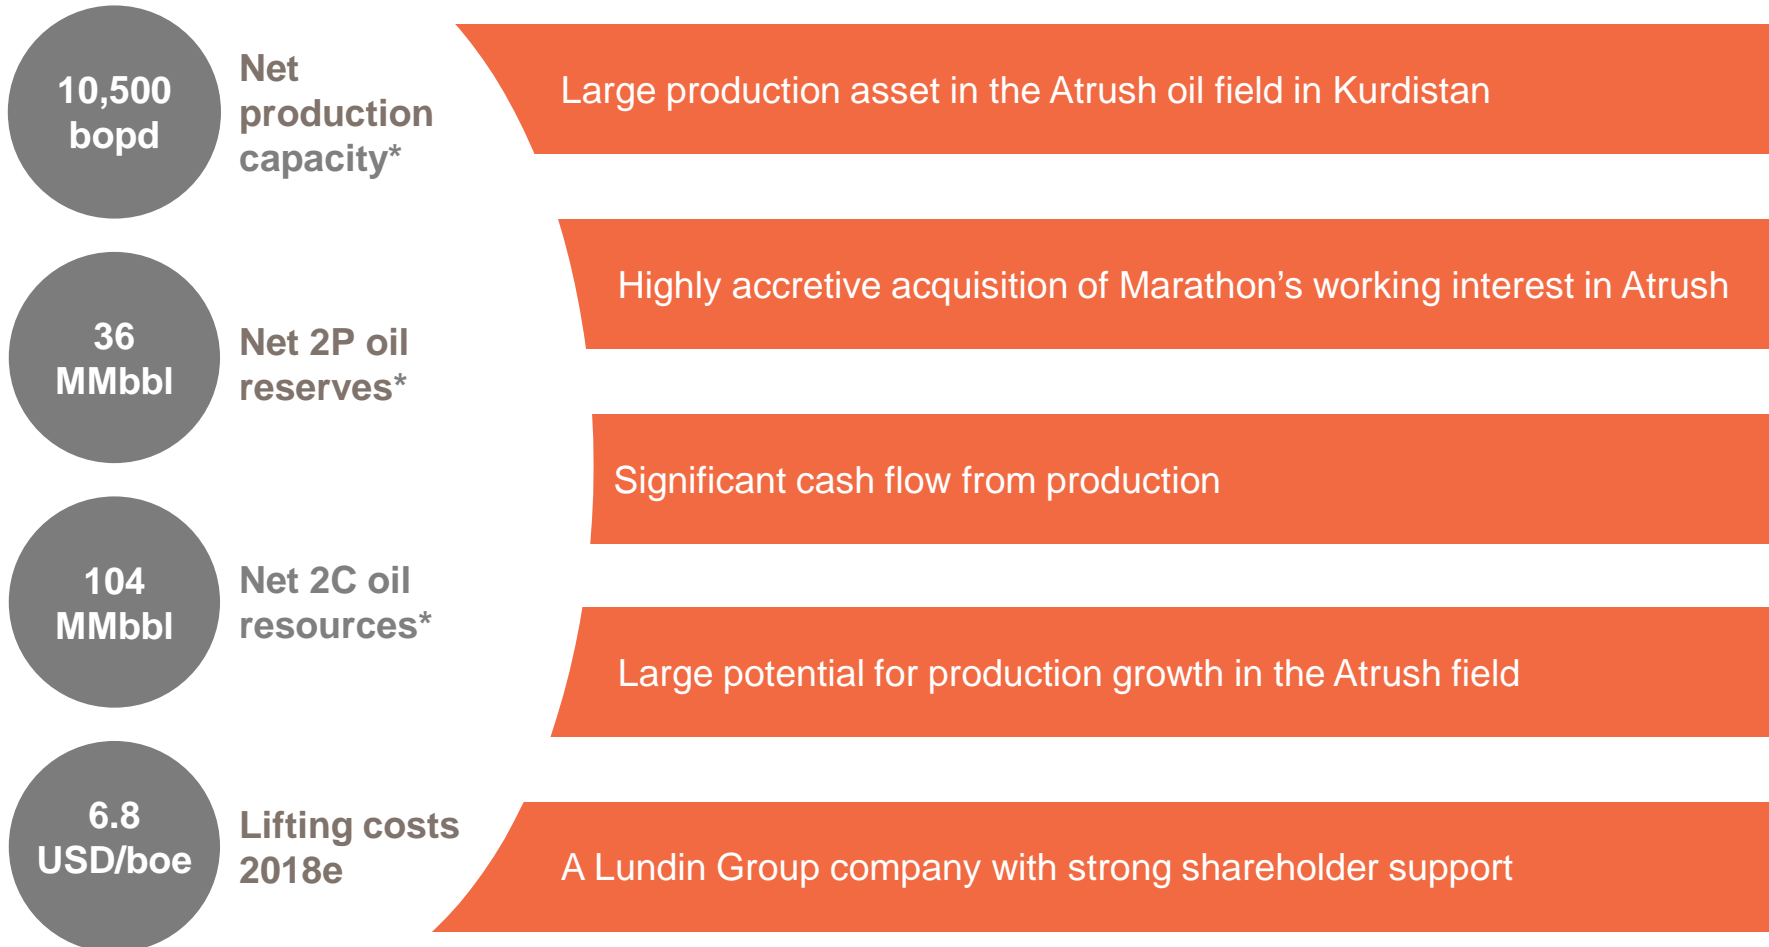 10,500
bopd
Net
production
capacity*
Large production asset in the Atrush oil field in Kurdistan
Highly accretive acquisition of Marathon’s working interest in Atrush
36
MMbbl
Net 2P oil
reserves*
Significant cash flow from production
104
MMbbl
Net 2C oil
resources*
Large potential for production growth in the Atrush field
6.8
USD/boe
Lifting costs
2018e
A Lundin Group company with strong shareholder support